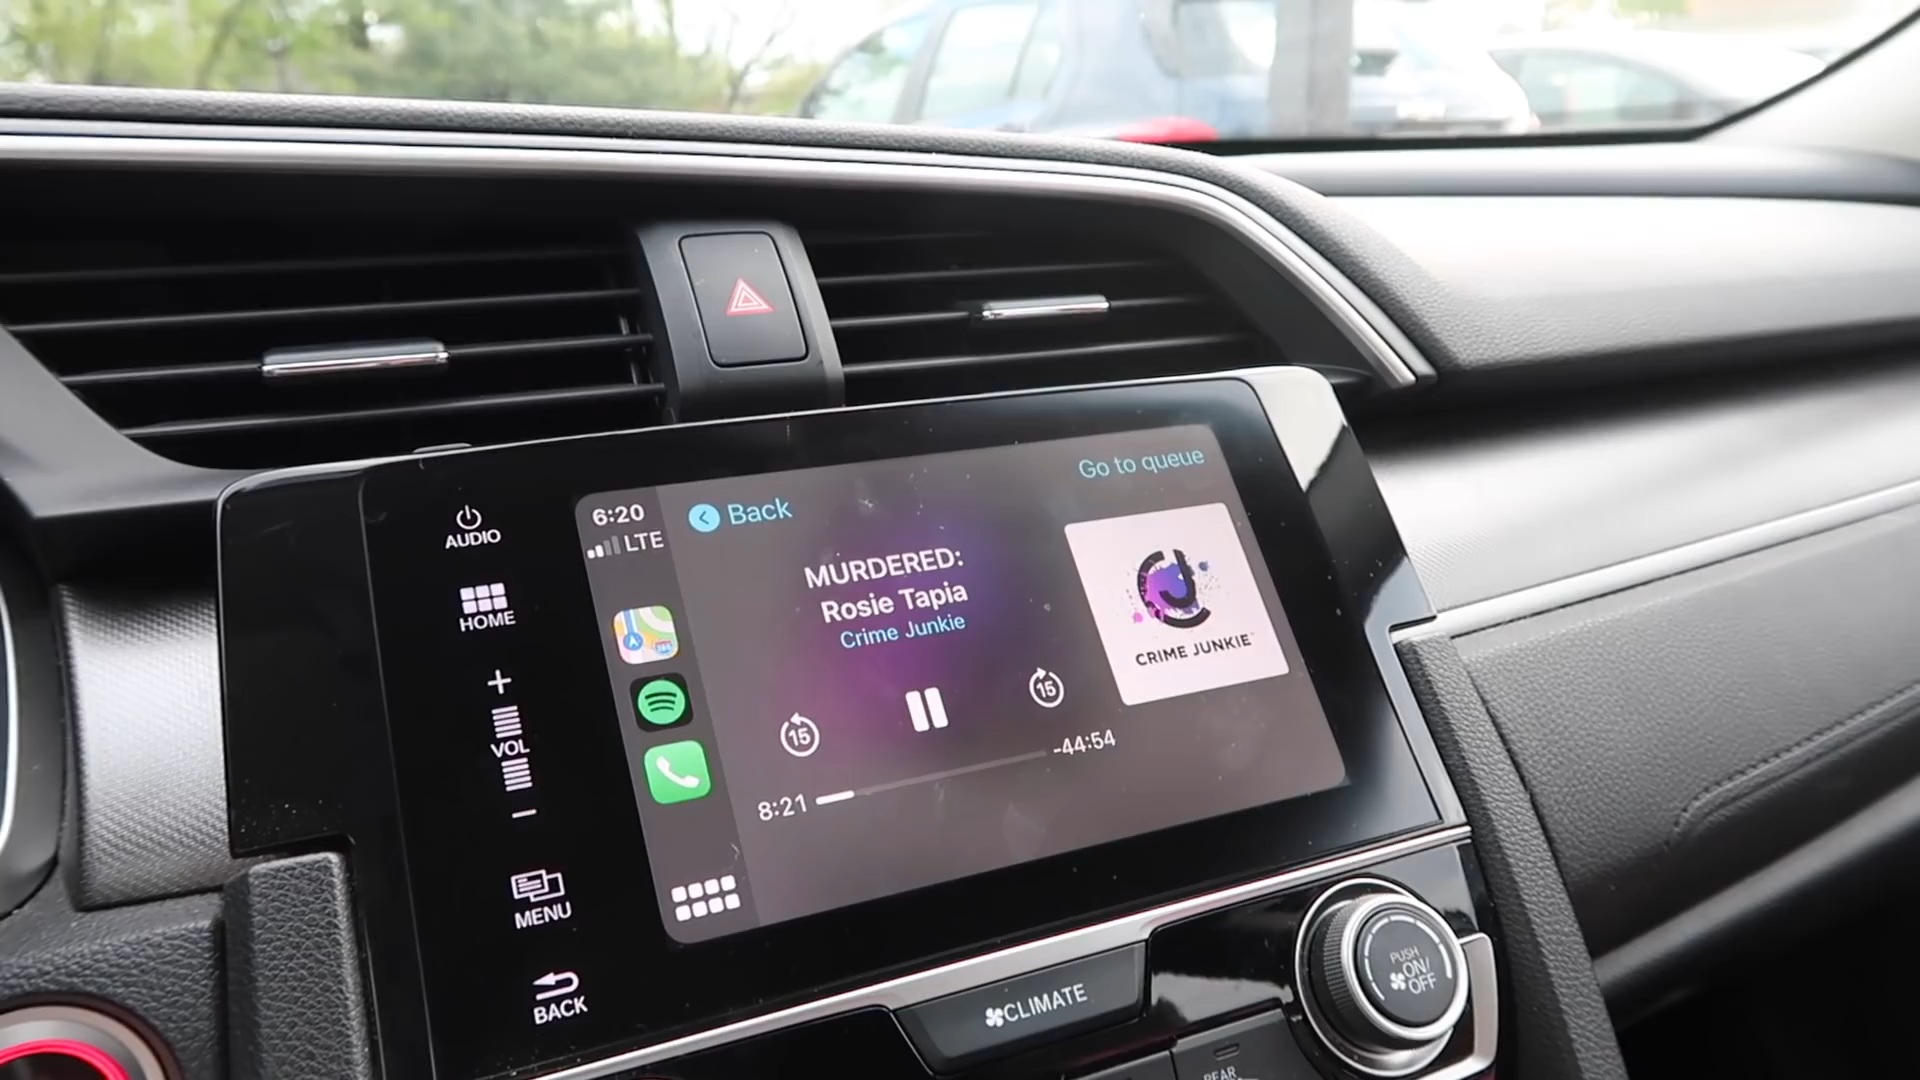 AUDIO
HOME
+
VOL
−
MENU
BACK
6:20
LTE
Back
Go to queue
MURDERED:
Rosie Tapia
Crime Junkie
15
15
8:21
-44:54
CRIME JUNKIE
CLIMATE
PUSH
ON/
OFF
REAR